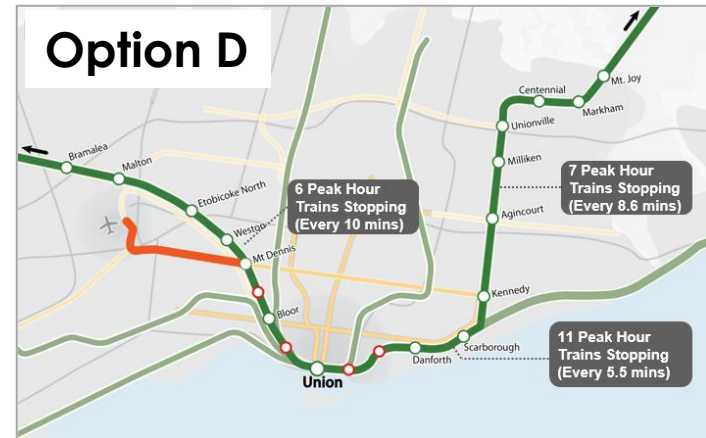 Option D
Mt. Joy
Centennial
Markham
Unionville
Bramalea
Malton
Milliken
7 Peak Hour
Trains Stopping
(Every 8.6 mins)
Etobicoke North
6 Peak Hour
Trains Stopping
(Every 10 mins)
Agincourt
Weston
Mt Dennis
Kennedy
Bloor
11 Peak Hour
Trains Stopping
(Every 5.5 mins)
Scarborough
Danforth
Union